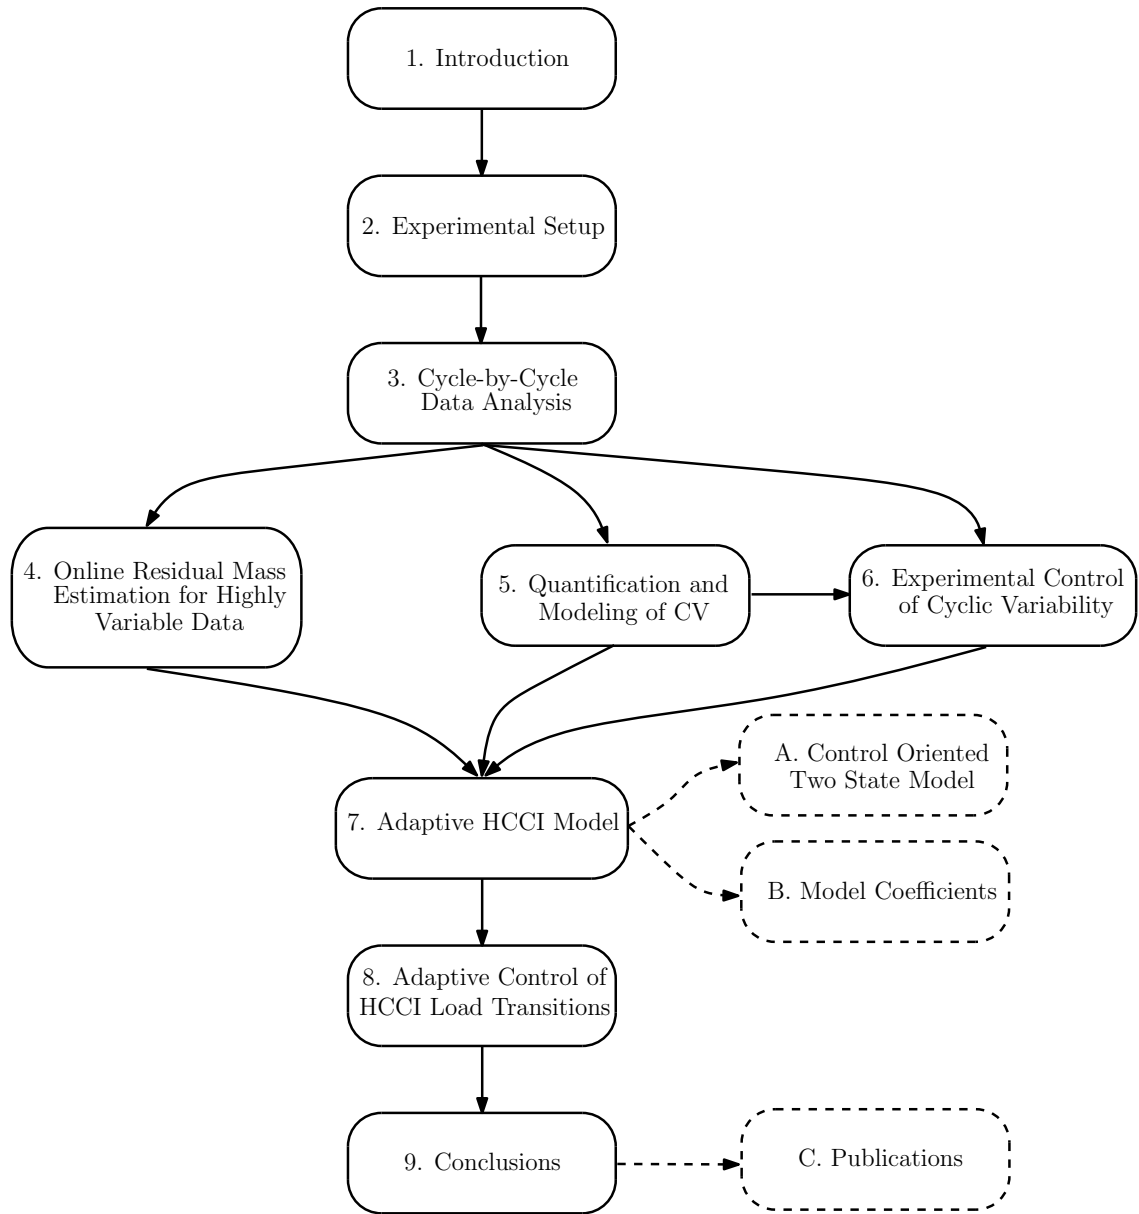 1. Introduction
2. Experimental Setup
3. Cycle-by-Cycle
Data Analysis
4. Online Residual Mass
Estimation for Highly
Variable Data
5. Quantification and
Modeling of CV
6. Experimental Control
of Cyclic Variability
A. Control Oriented
Two State Model
7. Adaptive HCCI Model
B. Model Coefficients
8. Adaptive Control of
HCCI Load Transitions
9. Conclusions
C. Publications